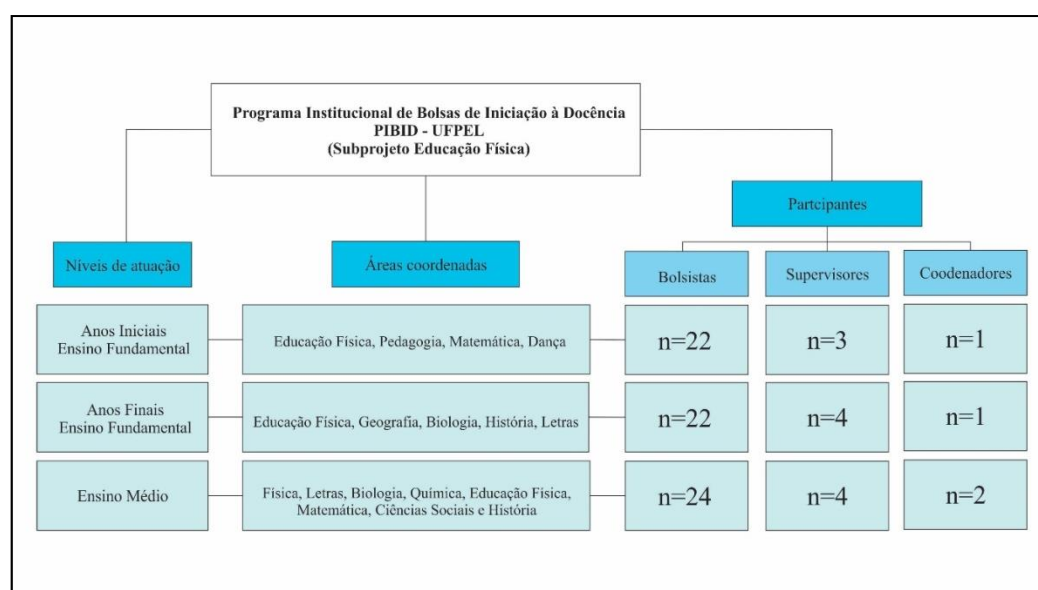 Programa Institucional de Bolsas de Iniciação à Docência
PIBID - UFPEL
(Subprojeto Educação Física)
Níveis de atuação
Áreas coordenadas
Partcipantes
Bolsistas
Supervisores
Coodenadores
Anos Iniciais
Ensino Fundamental
Educação Física, Pedagogia, Matemática, Dança
n=22
n=3
n=1
Anos Finais
Ensino Fundamental
Educação Física, Geografia, Biologia, História, Letras
n=22
n=4
n=1
Ensino Médio
Física, Letras, Biologia, Química, Educação Física,
Matemática, Ciências Sociais e História
n=24
n=4
n=2